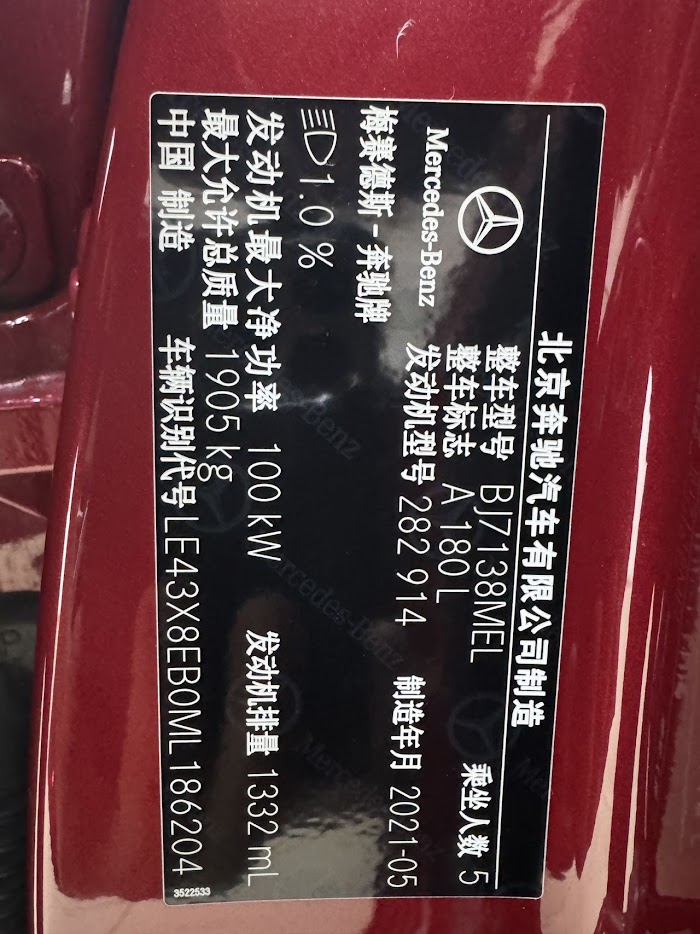 北京奔驰汽车有限公司制造
Mercedes-Benz
梅赛德斯-奔驰牌
整车型号 BJ7138MEL
乘坐人数 5
整车标志 A 180 L
发动机型号 282 914
制造年月 2021-05
1.0 %
发动机最大净功率 100 kW
发动机排量 1332 mL
最大允许总质量 1905 kg
中国 制造
车辆识别代号 LE43X8EB0ML186204
3522533